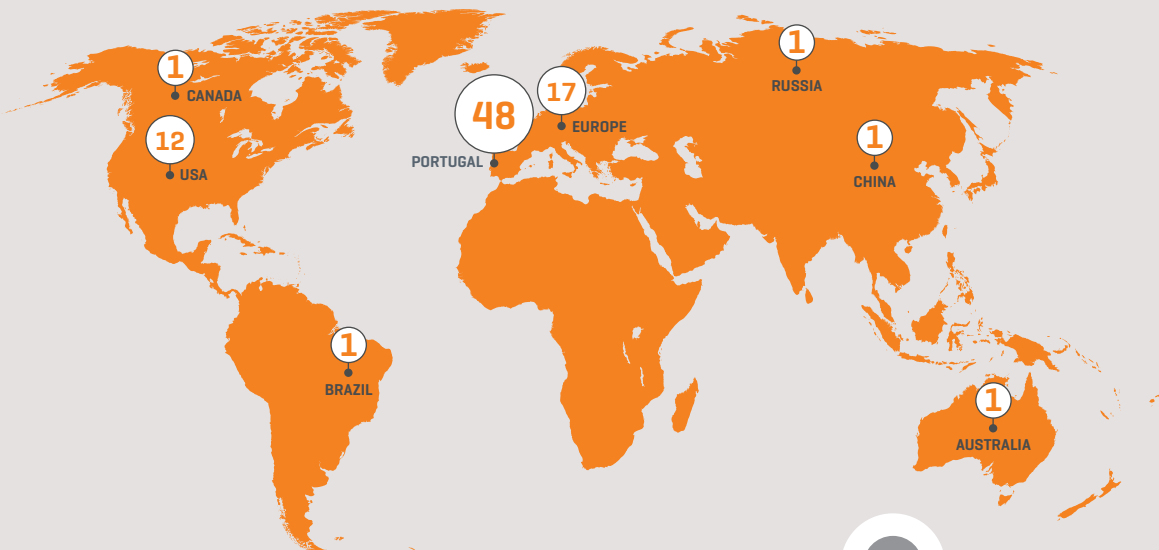 1
CANADA
12
USA
48
PORTUGAL
17
EUROPE
1
RUSSIA
1
CHINA
1
BRAZIL
1
AUSTRALIA